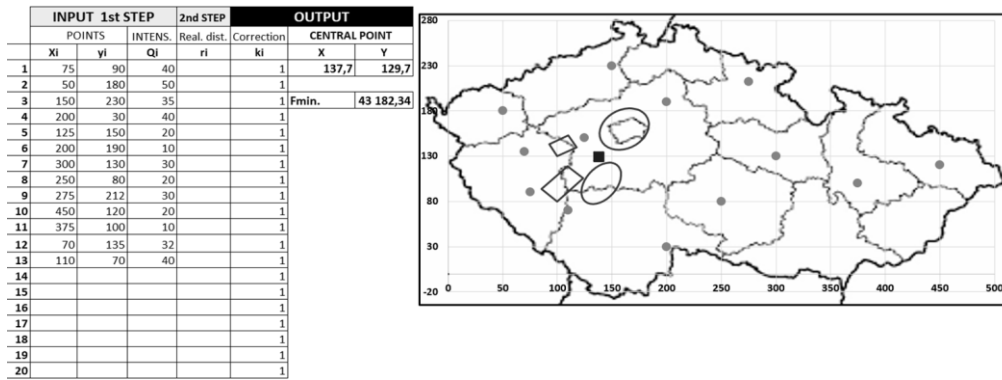 INPUT 1st STEP 2nd STEP OUTPUT
POINTS INTENS. Real. dist. Correction CENTRAL POINT
Xi yi Qi ri ki X Y
1 75 90 40 1 137,7 129,7
2 50 180 50 1
3 150 230 35 1 Fmin. 43 182,34
4 200 30 40 1
5 125 150 20 1
6 200 190 10 1
7 300 130 30 1
8 250 80 20 1
9 275 212 30 1
10 450 120 20 1
11 375 100 10 1
12 70 135 32 1
13 110 70 40 1
14 1
15 1
16 1
17 1
18 1
19 1
20 1
280
230
180
130
80
30
-20
0 50 100 150 200 250 300 350 400 450 500